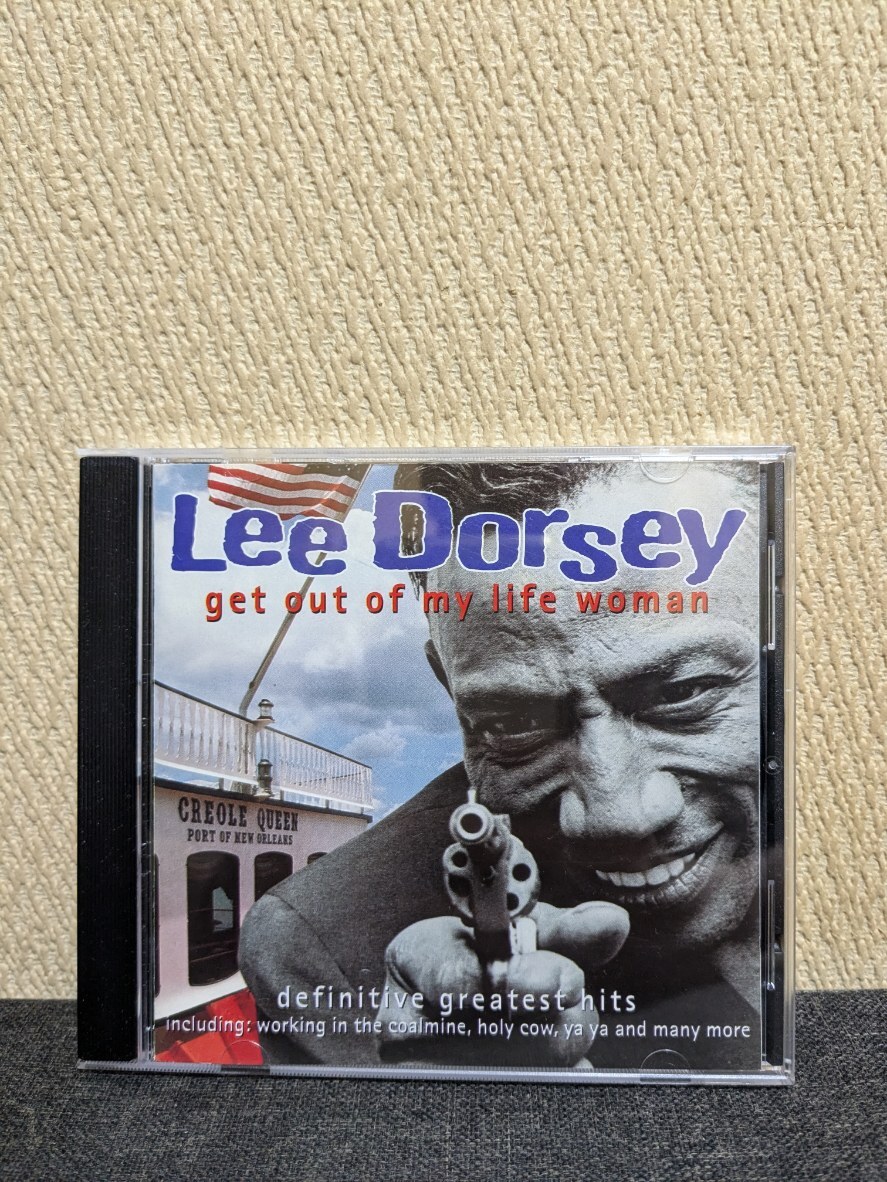 Lee Dorsey
get out of my life woman
CREOLE QUEEN
PORT OF NEW ORLEANS
definitive greatest hits
including: working in the coalmine, holy cow, ya ya and many more